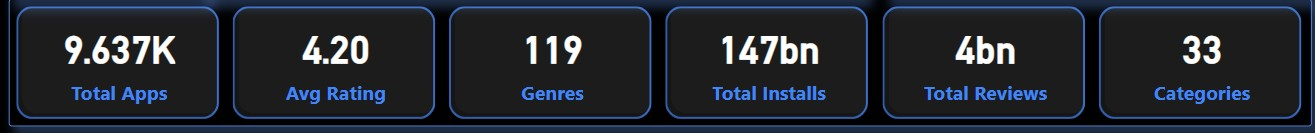 9.637K
Total Apps
4.20
Avg Rating
119
Genres
147bn
Total Installs
4bn
Total Reviews
33
Categories